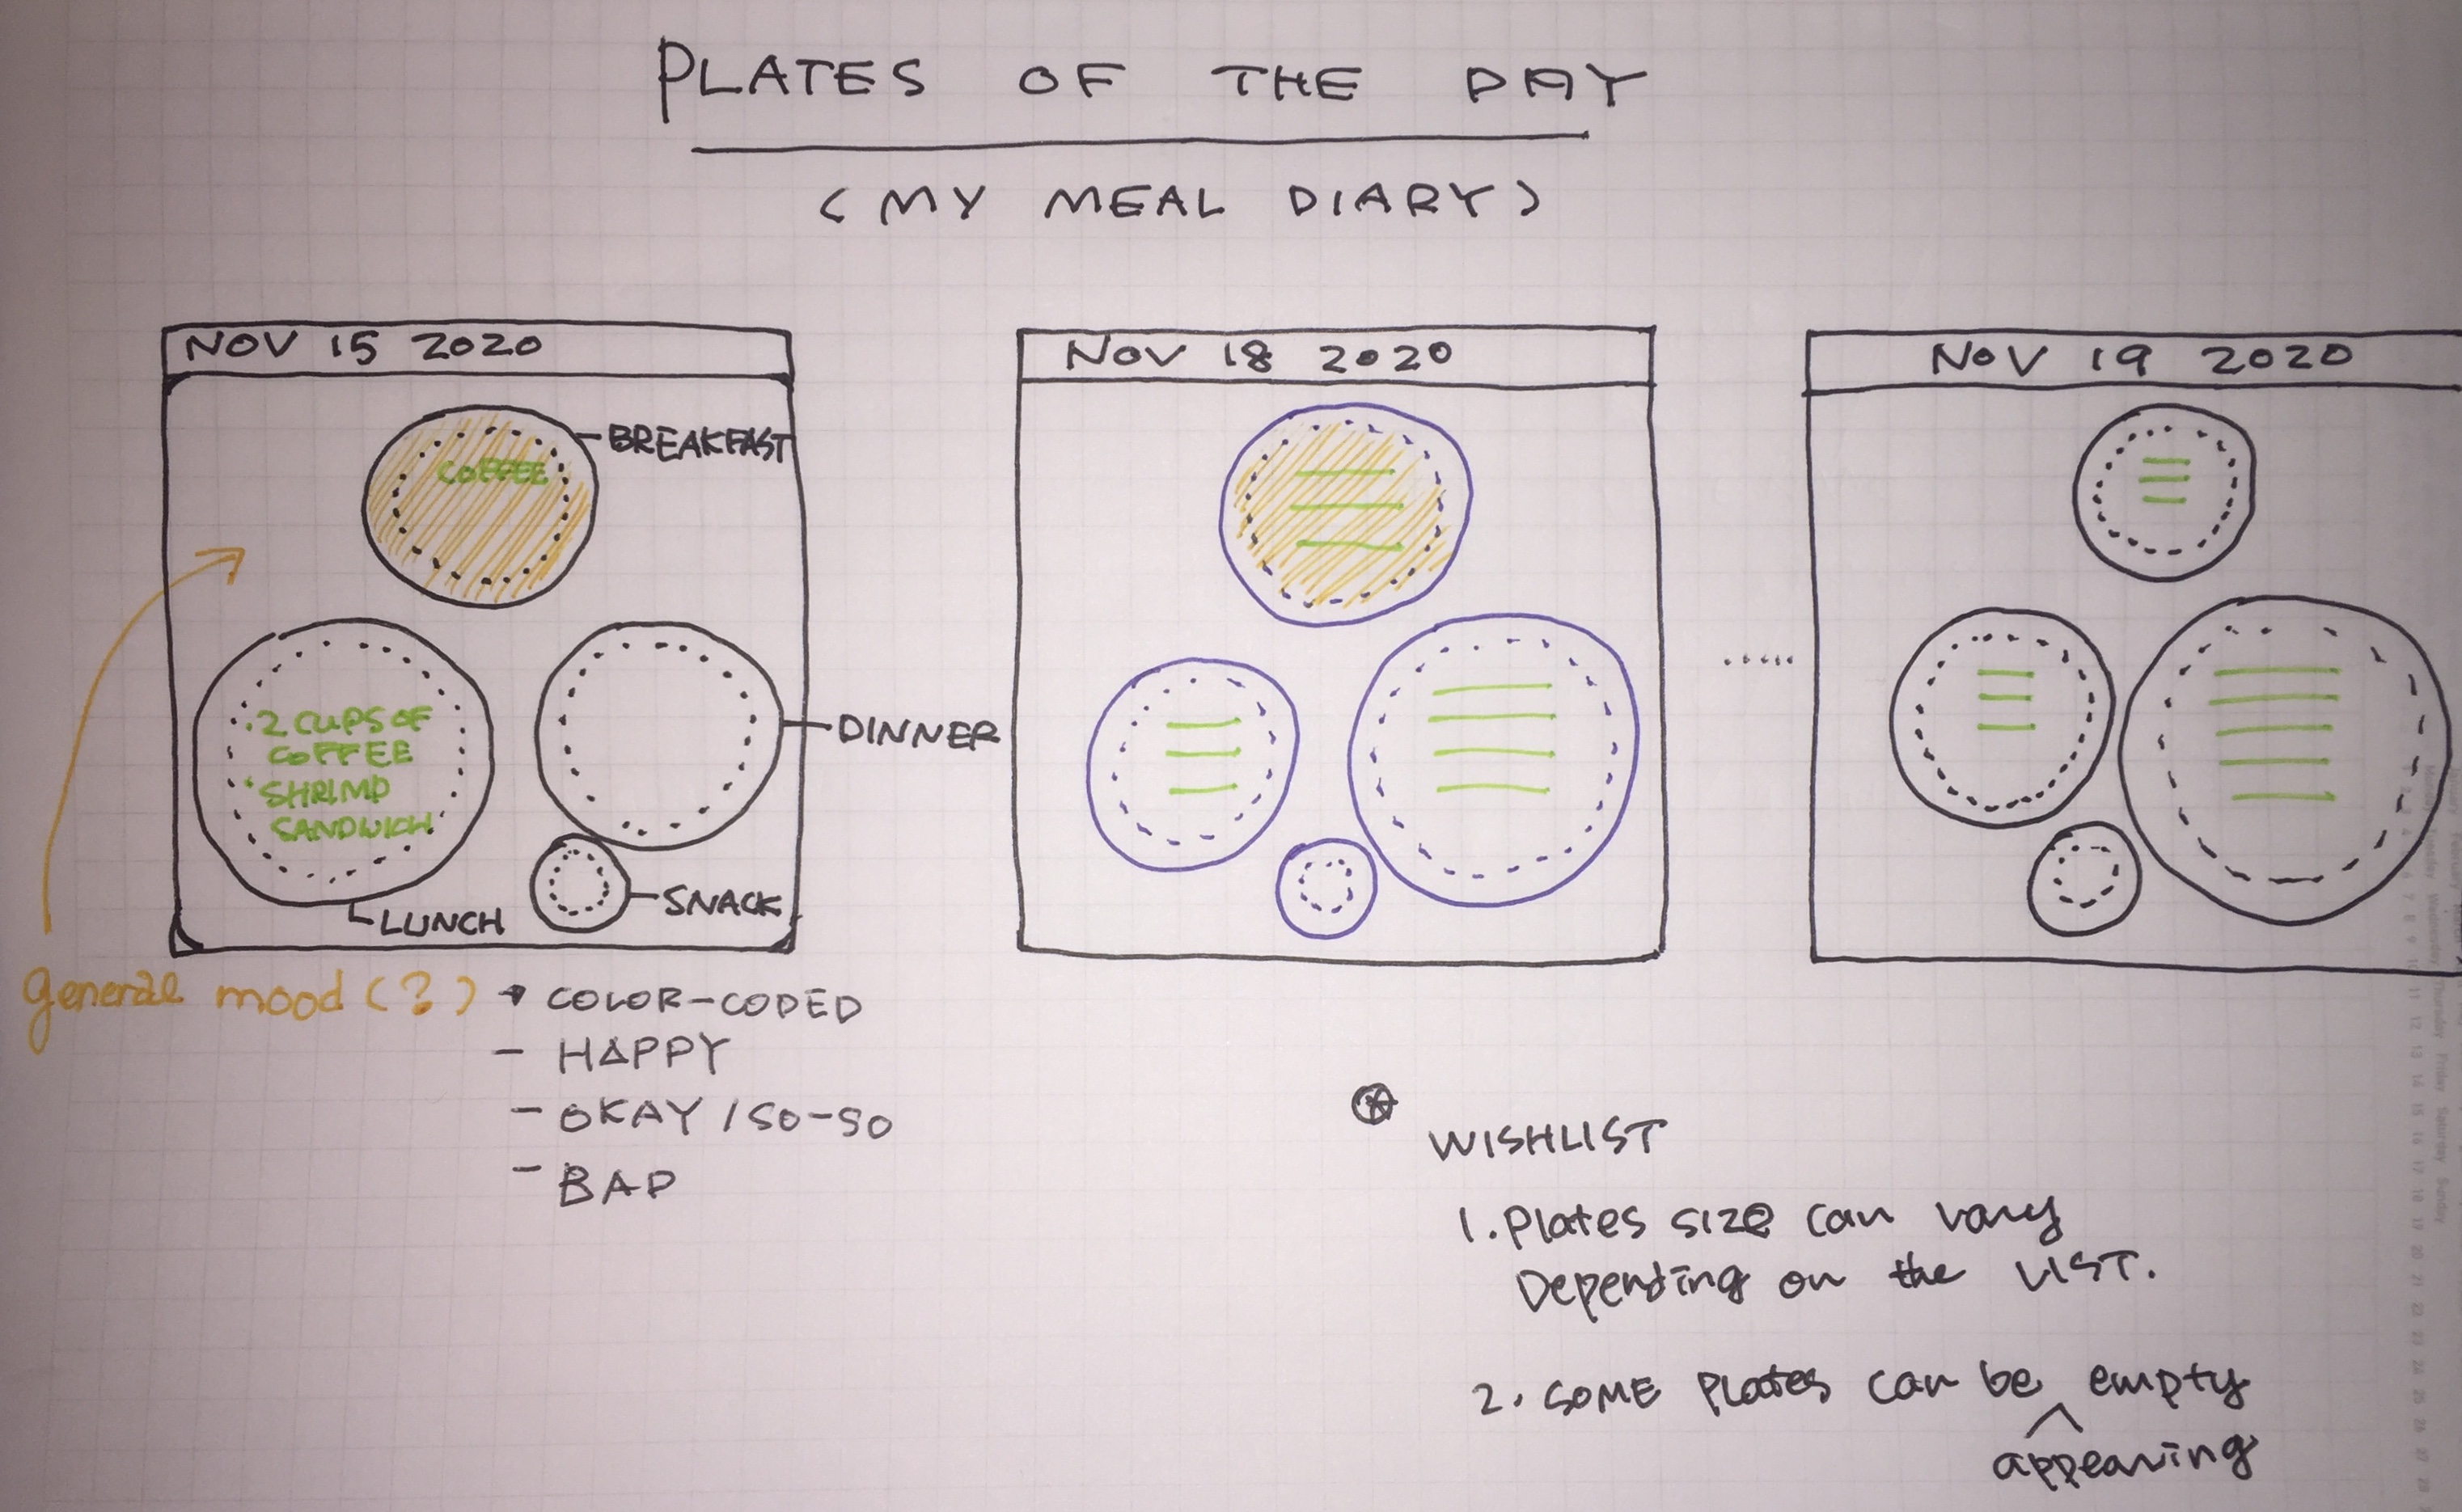 PLATES OF THE DAY
(MY MEAL DIARY)
NOV 15 2020
BREAKFAST
COFFEE
• 2 CUPS OF
COFFEE
• SHRIMP
SANDWICH
DINNER
LUNCH
SNACK
NOV 18 2020
.....
NOV 19 2020
general mood (?) → COLOR-CODED
- HAPPY
- OKAY / SO-SO
- BAD
WISHLIST
1. Plates size can vary
Depending on the LIST.
2. SOME Plates can be empty
appearing